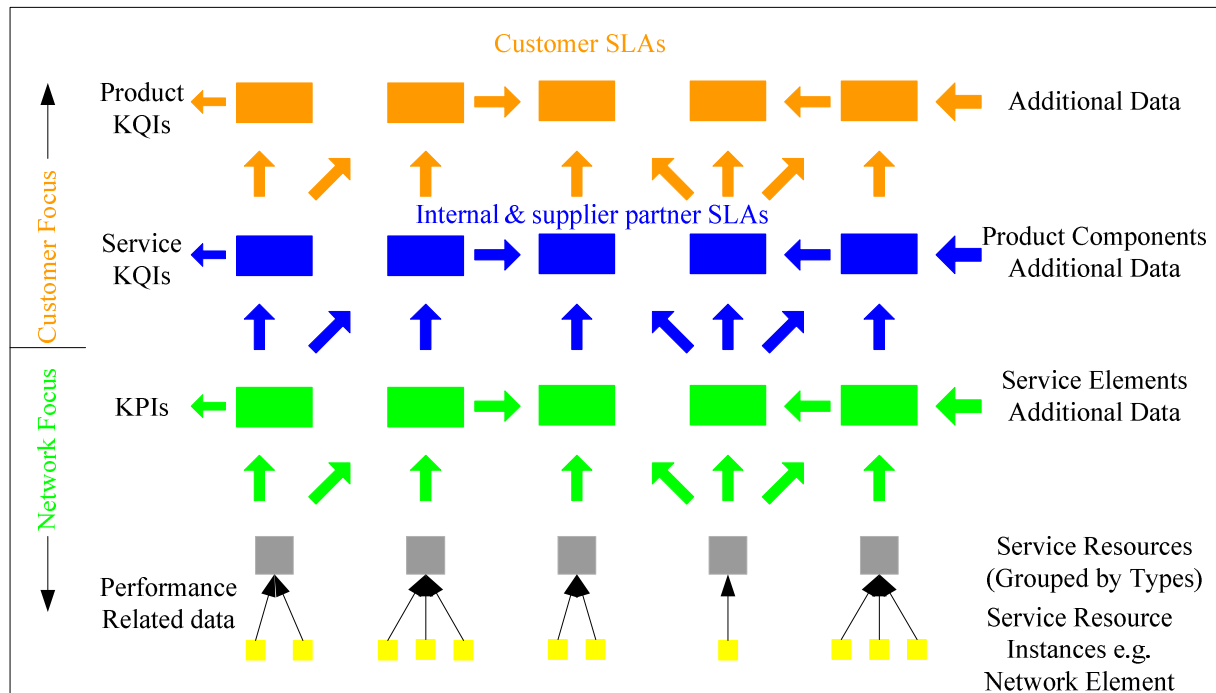 Customer SLAs
Product
KQIs
Additional Data
Customer Focus
Internal & supplier partner SLAs
Service
KQIs
Product Components
Additional Data
Network Focus
KPIs
Service Elements
Additional Data
Performance
Related data
Service Resources
(Grouped by Types)
Service Resource
Instances e.g.
Network Element